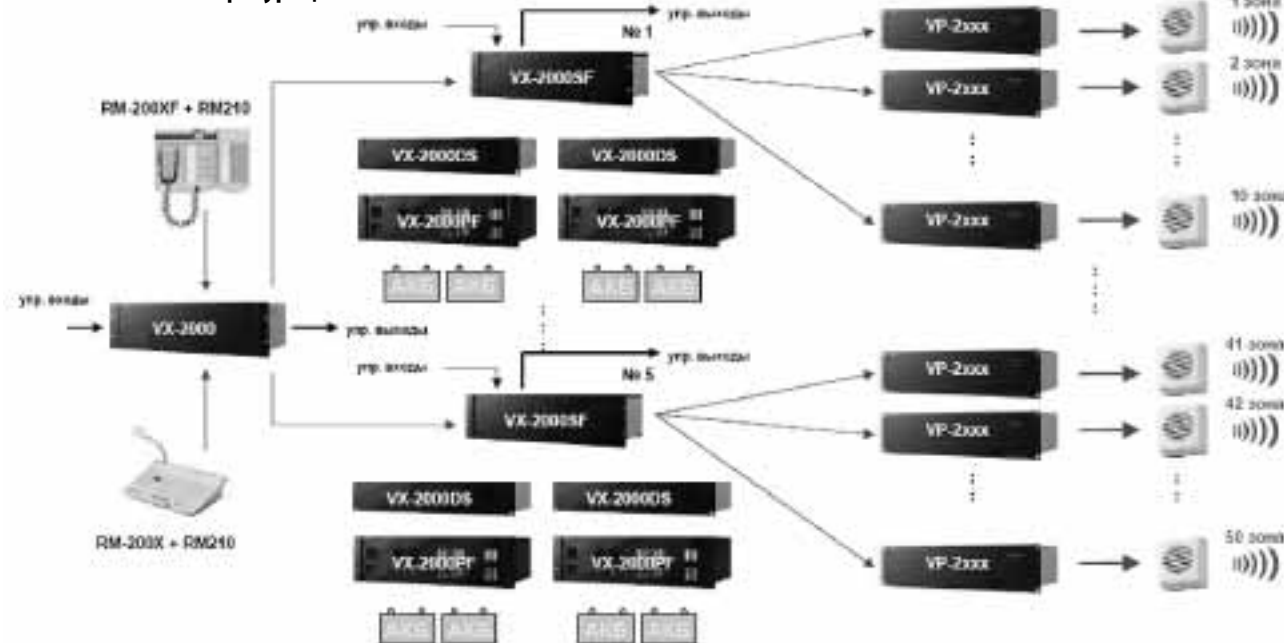 упр. входы
№ 1
упр. выходы
VX-2000SF
VP-2xxx
1 зона
VP-2xxx
2 зона
RM-200XF + RM210
VX-2000DS
VX-2000DS
VX-2000PF
VX-2000PF
VP-2xxx
10 зона
АКБ
АКБ
АКБ
АКБ
упр. входы
VX-2000
упр. выходы
упр. входы
№ 5
упр. выходы
VX-2000SF
VP-2xxx
41 зона
VP-2xxx
42 зона
RM-200X + RM210
VX-2000DS
VX-2000DS
VX-2000PF
VX-2000PF
VP-2xxx
50 зона
АКБ
АКБ
АКБ
АКБ